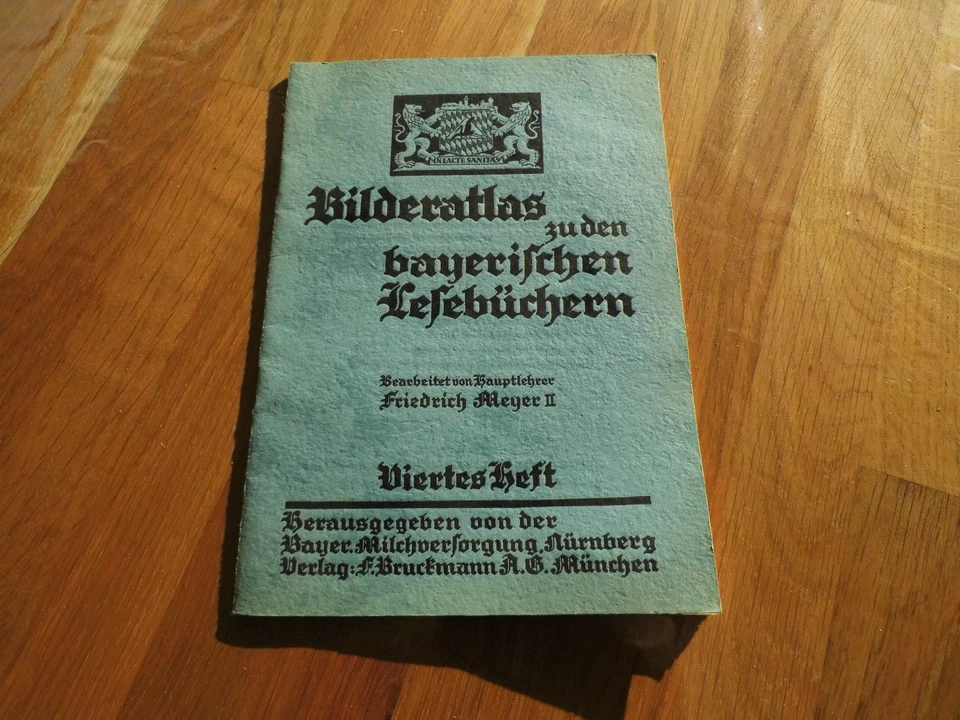 IN LACTE SANITAS
Bilderatlas
zu den
bayeriſchen
Leſebüchern
Bearbeitet von Hauptlehrer
Friedrich Meyer II
Viertes Heft
Herausgegeben von der
Bayer. Milchverſorgung, Nürnberg
Verlag: F. Bruckmann A. G. München